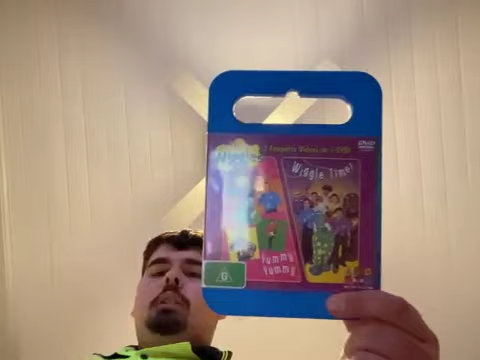 Wiggles
2 Favourite Videos on 1 DVD
DVD
Wiggle Time!
Yummy
Yummy
G